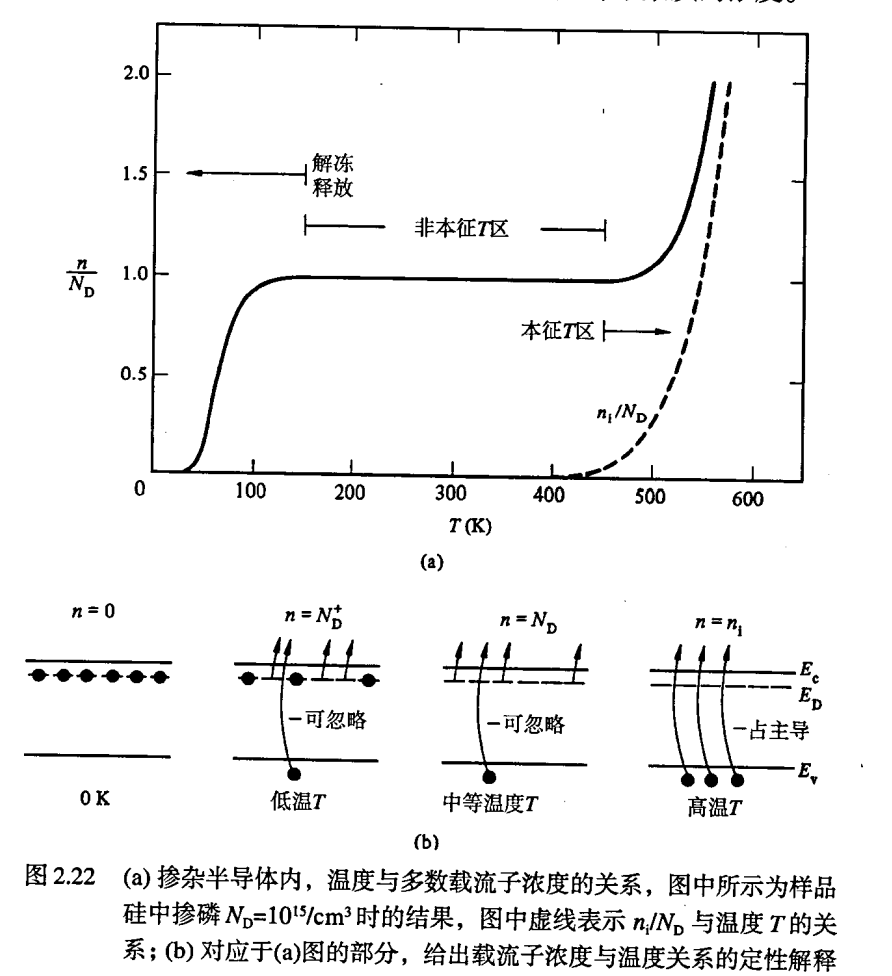 2.0
1.5
解冻
释放
非本征T区
n/N_D
1.0
本征T区
0.5
n_i/N_D
0
100
200
300
400
500
600
T (K)
(a)
n = 0
n = N_D^+
n = N_D
n = n_i
E_c
E_D
可忽略
可忽略
占主导
E_v
0 K
低温T
中等温度T
高温T
(b)
图 2.22 (a) 掺杂半导体内，温度与多数载流子浓度的关系，图中所示为样品
硅中掺磷 N_D=10^15/cm^3 时的结果，图中虚线表示 n_i/N_D 与温度 T 的关
系；(b) 对应于(a)图的部分，给出载流子浓度与温度关系的定性解释